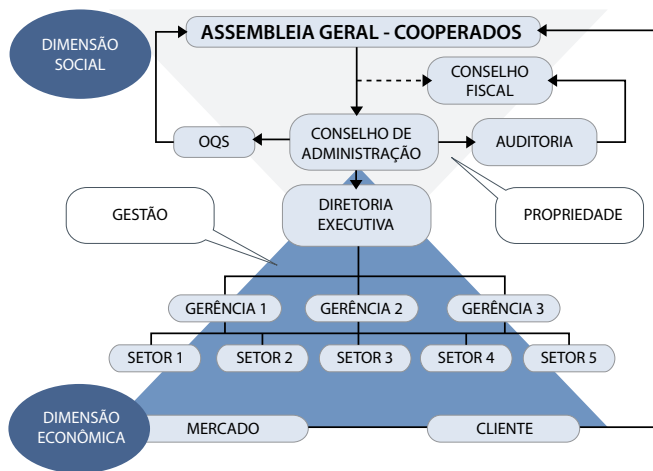 DIMENSÃO
SOCIAL
ASSEMBLEIA GERAL - COOPERADOS
CONSELHO
FISCAL
OQS
CONSELHO DE
ADMINISTRAÇÃO
AUDITORIA
GESTÃO
DIRETORIA
EXECUTIVA
PROPRIEDADE
GERÊNCIA 1
GERÊNCIA 2
GERÊNCIA 3
SETOR 1
SETOR 2
SETOR 3
SETOR 4
SETOR 5
DIMENSÃO
ECONÔMICA
MERCADO
CLIENTE